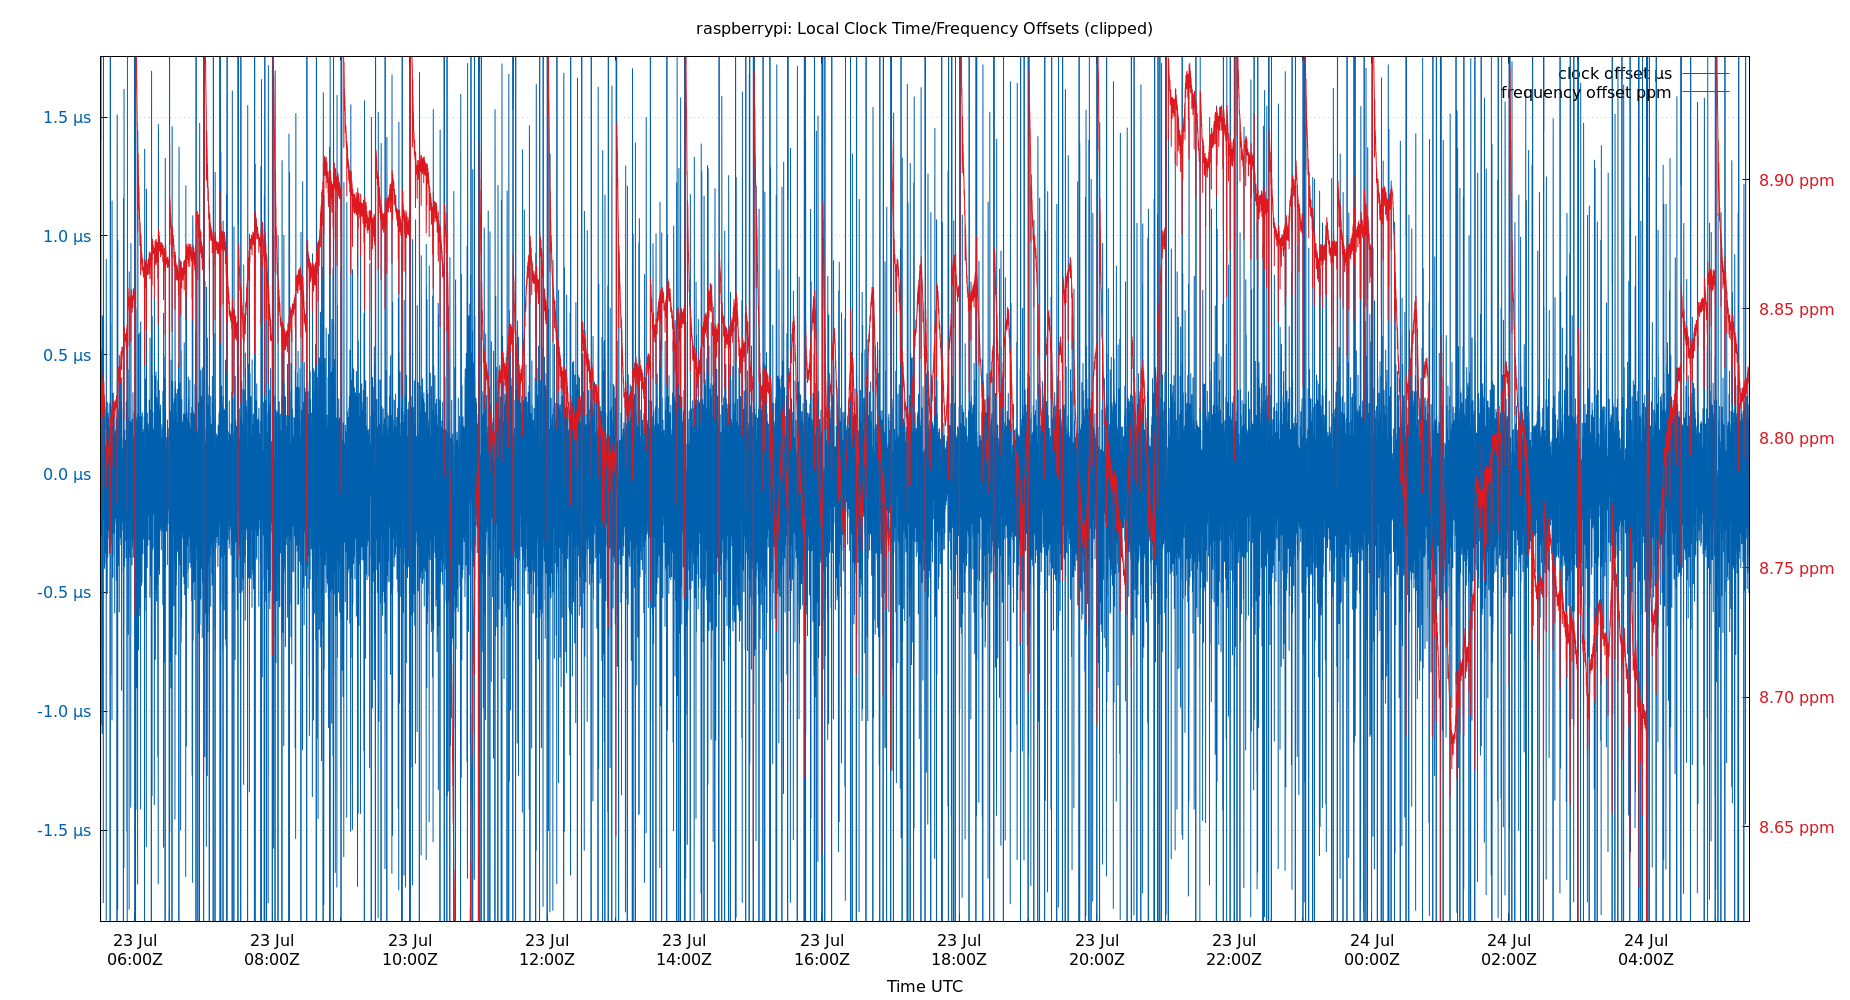 raspberrypi: Local Clock Time/Frequency Offsets (clipped)
clock offset µs
frequency offset ppm
1.5 µs
1.0 µs
0.5 µs
0.0 µs
-0.5 µs
-1.0 µs
-1.5 µs
8.90 ppm
8.85 ppm
8.80 ppm
8.75 ppm
8.70 ppm
8.65 ppm
23 Jul 23 Jul 23 Jul 23 Jul 23 Jul 23 Jul 23 Jul 23 Jul 23 Jul 24 Jul 24 Jul 24 Jul
06:00Z 08:00Z 10:00Z 12:00Z 14:00Z 16:00Z 18:00Z 20:00Z 22:00Z 00:00Z 02:00Z 04:00Z
Time UTC